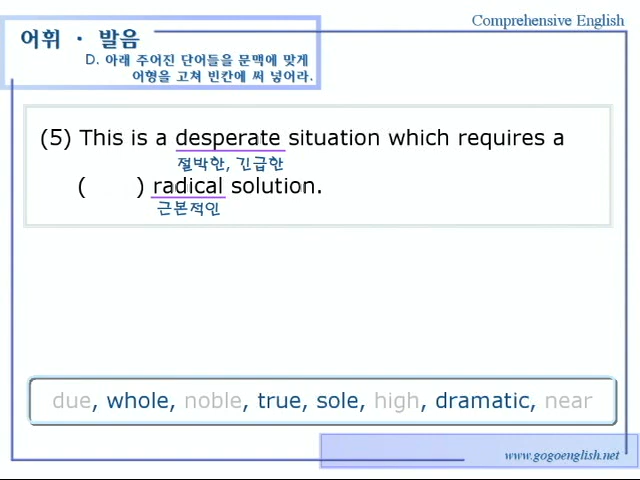 Comprehensive English
어휘 · 발음
D. 아래 주어진 단어들을 문맥에 맞게
어형을 고쳐 빈칸에 써 넣어라.
(5) This is a desperate situation which requires a
절박한, 긴급한
( ) radical solution.
근본적인
due, whole, noble, true, sole, high, dramatic, near
www.gogoenglish.net